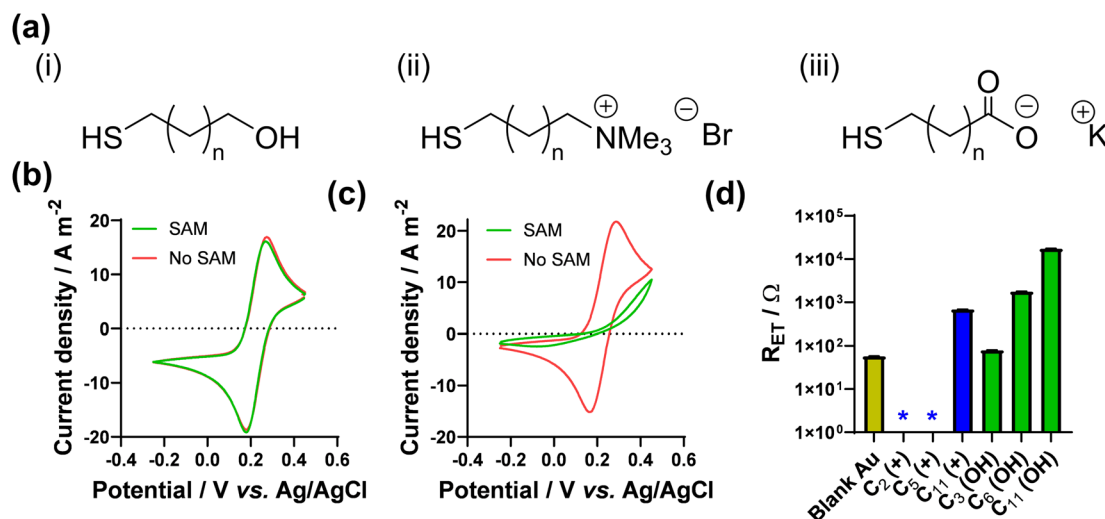 (a)
(i)
HS
n
OH
(ii)
HS
n
⊕
NMe3
⊖
Br
(iii)
HS
n
O
O
⊖
⊕
K
(b)
Current density / A m-2
20
10
0
-10
-20
SAM
No SAM
-0.4 -0.2 0.0 0.2 0.4 0.6
Potential / V vs. Ag/AgCl
(c)
Current density / A m-2
20
10
0
-10
-20
SAM
No SAM
-0.4 -0.2 0.0 0.2 0.4 0.6
Potential / V vs. Ag/AgCl
(d)
RET / Ω
1×10^5
1×10^4
1×10^3
1×10^2
1×10^1
1×10^0
* *
Blank Au
C2 (+)
C5 (+)
C11 (+)
C3 (OH)
C6 (OH)
C11 (OH)